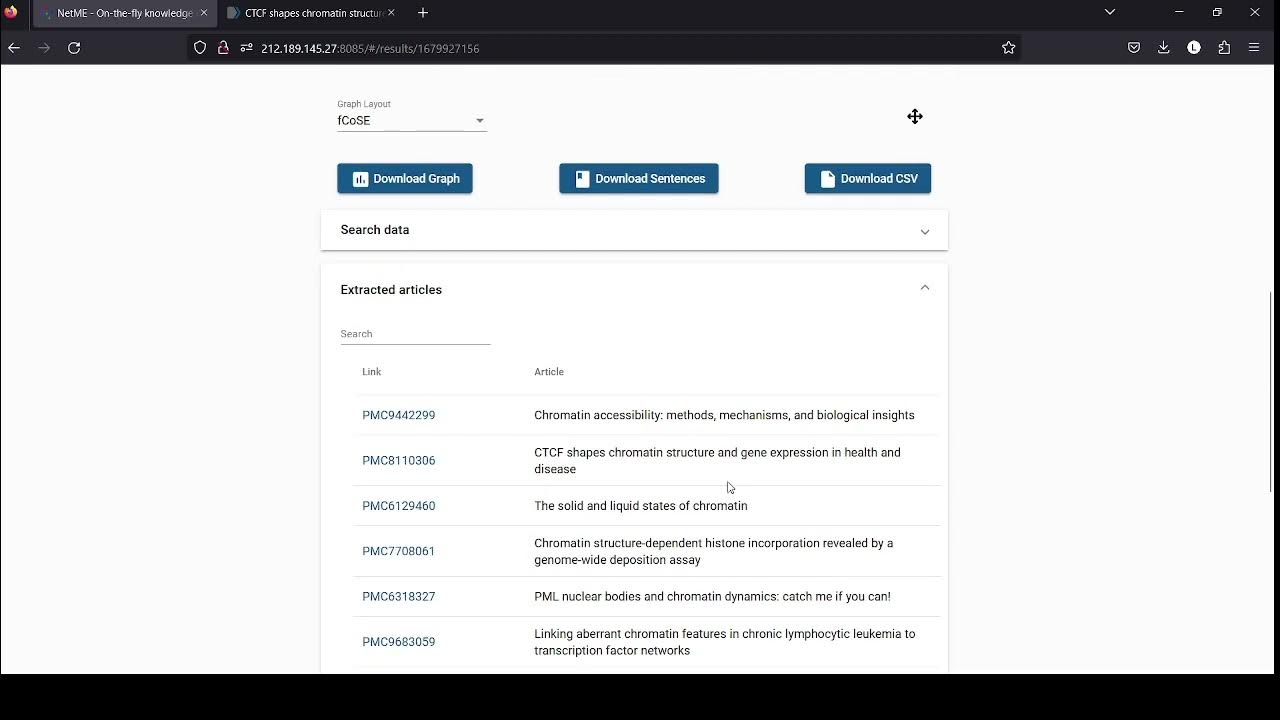 NetME - On-the-fly knowledge
CTCF shapes chromatin structure
212.189.145.27:8085/#/results/1679927156
L
Graph Layout
fCoSE
Download Graph
Download Sentences
Download CSV
Search data
Extracted articles
Search
Link
Article
PMC9442299
Chromatin accessibility: methods, mechanisms, and biological insights
PMC8110306
CTCF shapes chromatin structure and gene expression in health and
disease
PMC6129460
The solid and liquid states of chromatin
PMC7708061
Chromatin structure-dependent histone incorporation revealed by a
genome-wide deposition assay
PMC6318327
PML nuclear bodies and chromatin dynamics: catch me if you can!
PMC9683059
Linking aberrant chromatin features in chronic lymphocytic leukemia to
transcription factor networks